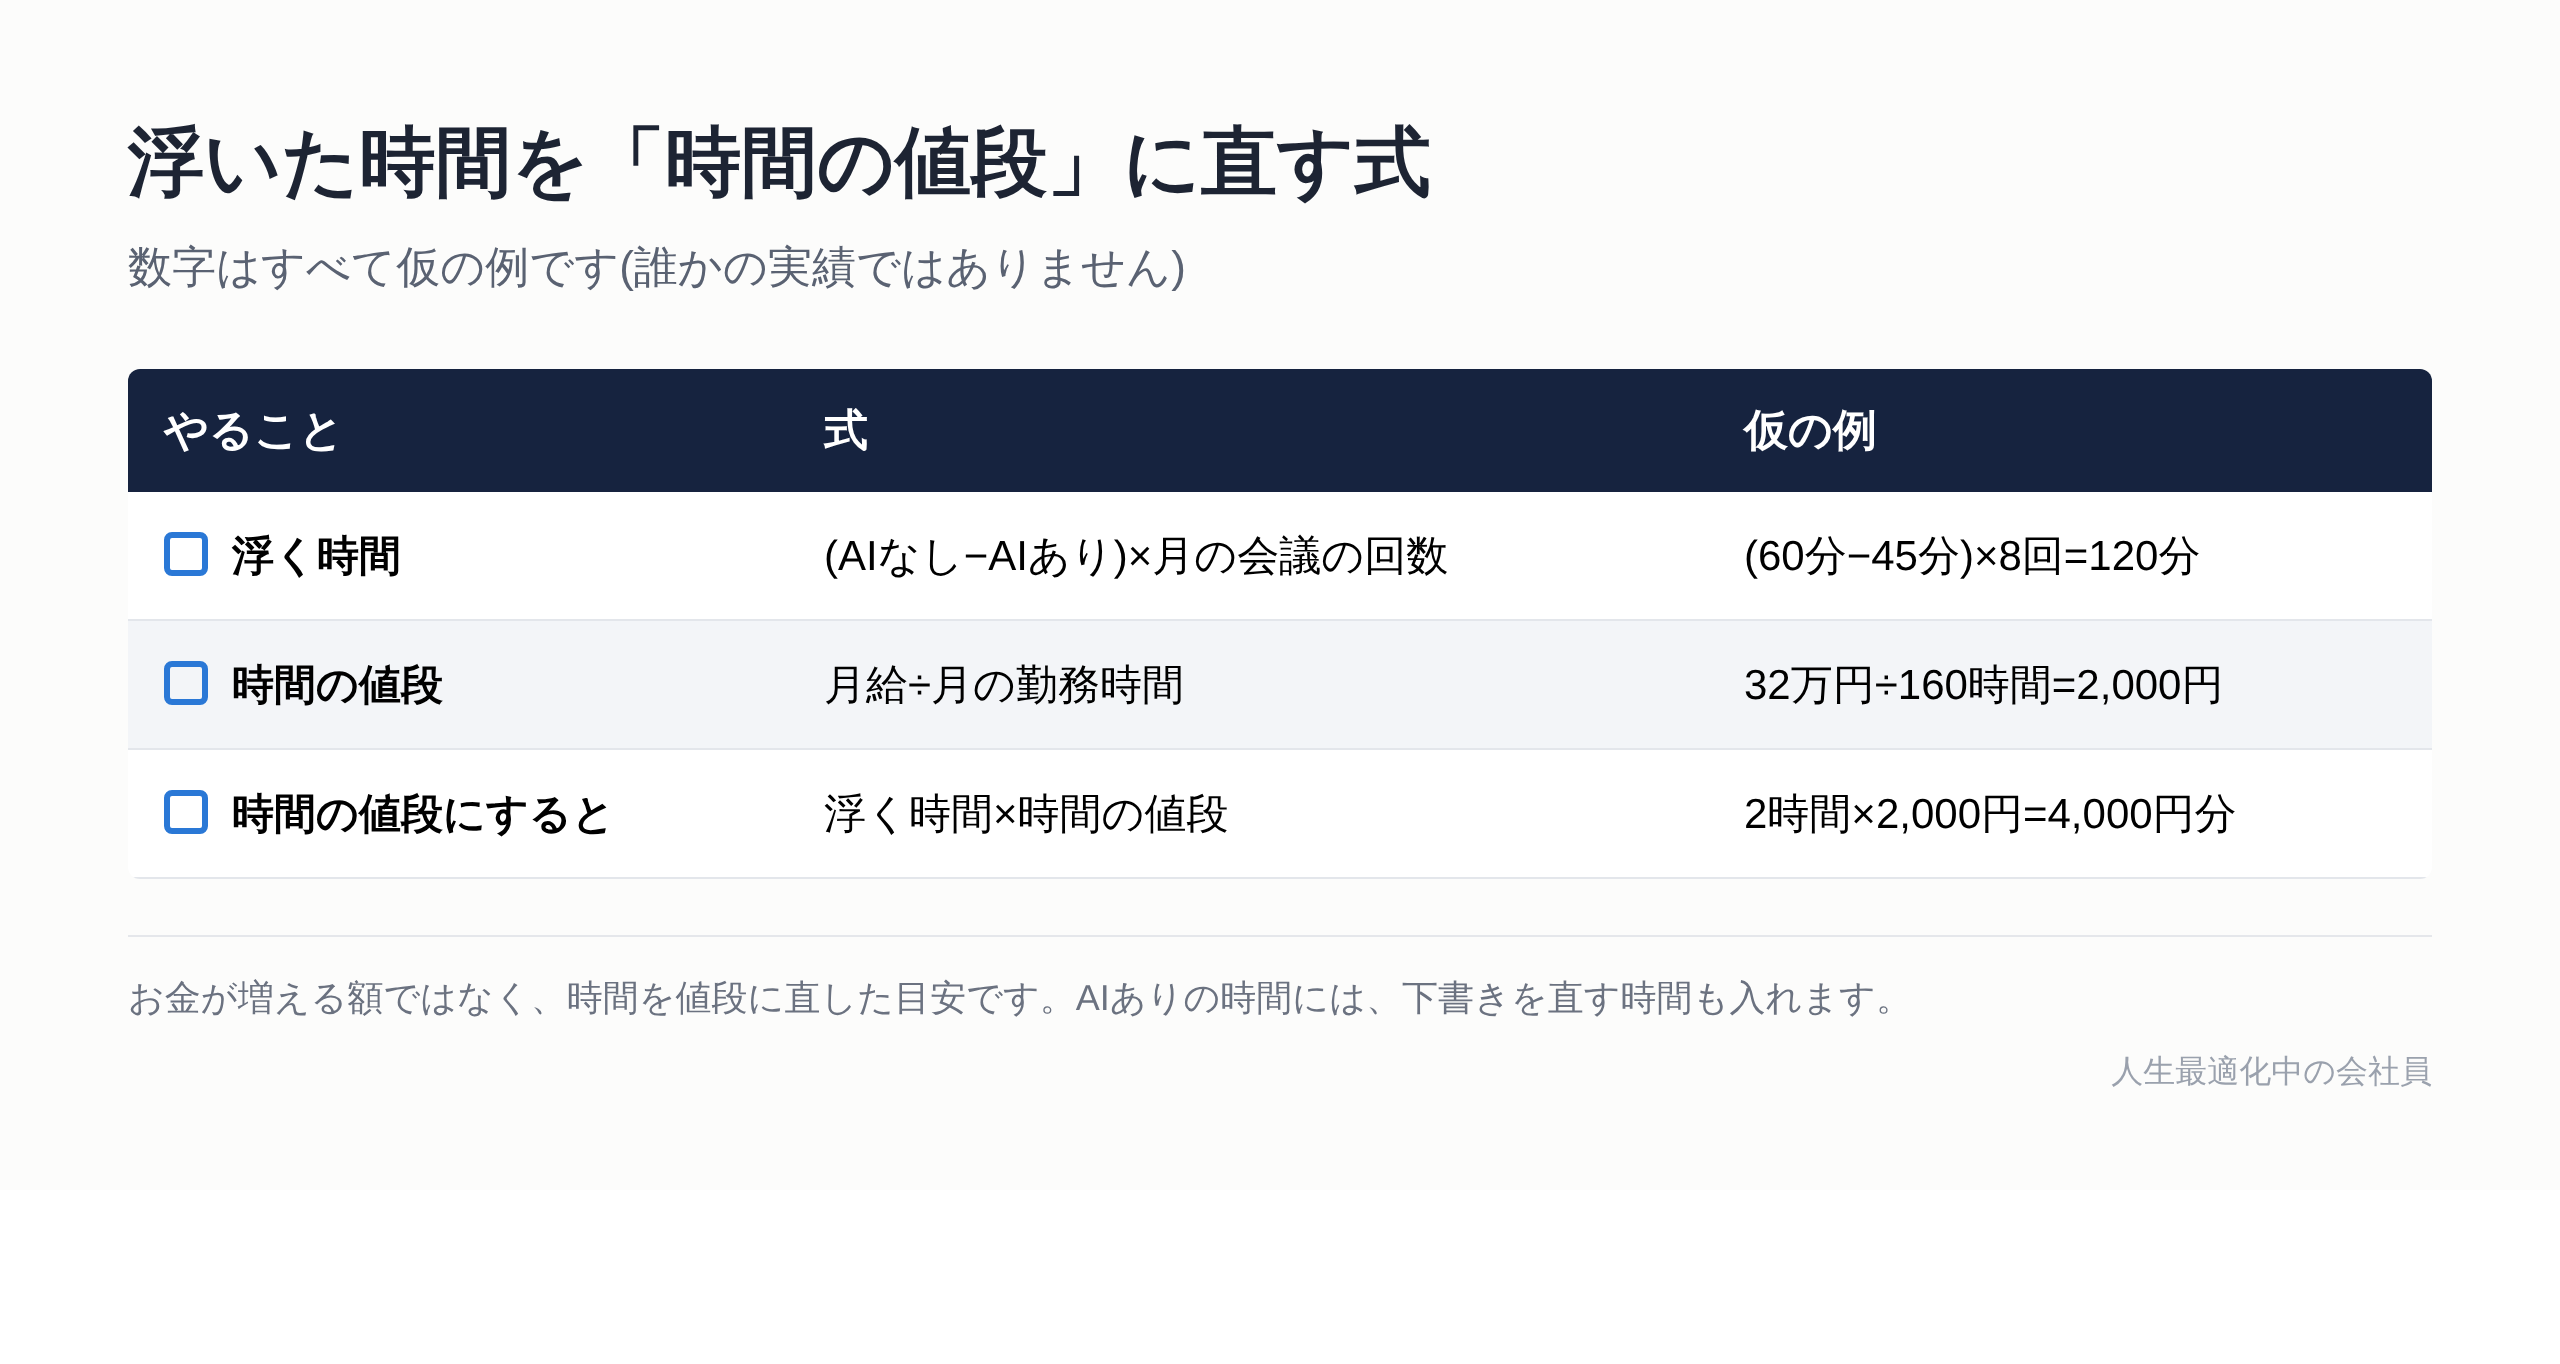 浮いた時間を「時間の値段」に直す式
数字はすべて仮の例です(誰かの実績ではありません)
やること 式 仮の例
浮く時間 (AIなし−AIあり)×月の会議の回数 (60分−45分)×8回=120分
時間の値段 月給÷月の勤務時間 32万円÷160時間=2,000円
時間の値段にすると 浮く時間×時間の値段 2時間×2,000円=4,000円分
お金が増える額ではなく、時間を値段に直した目安です。AIありの時間には、下書きを直す時間も入れます。
人生最適化中の会社員